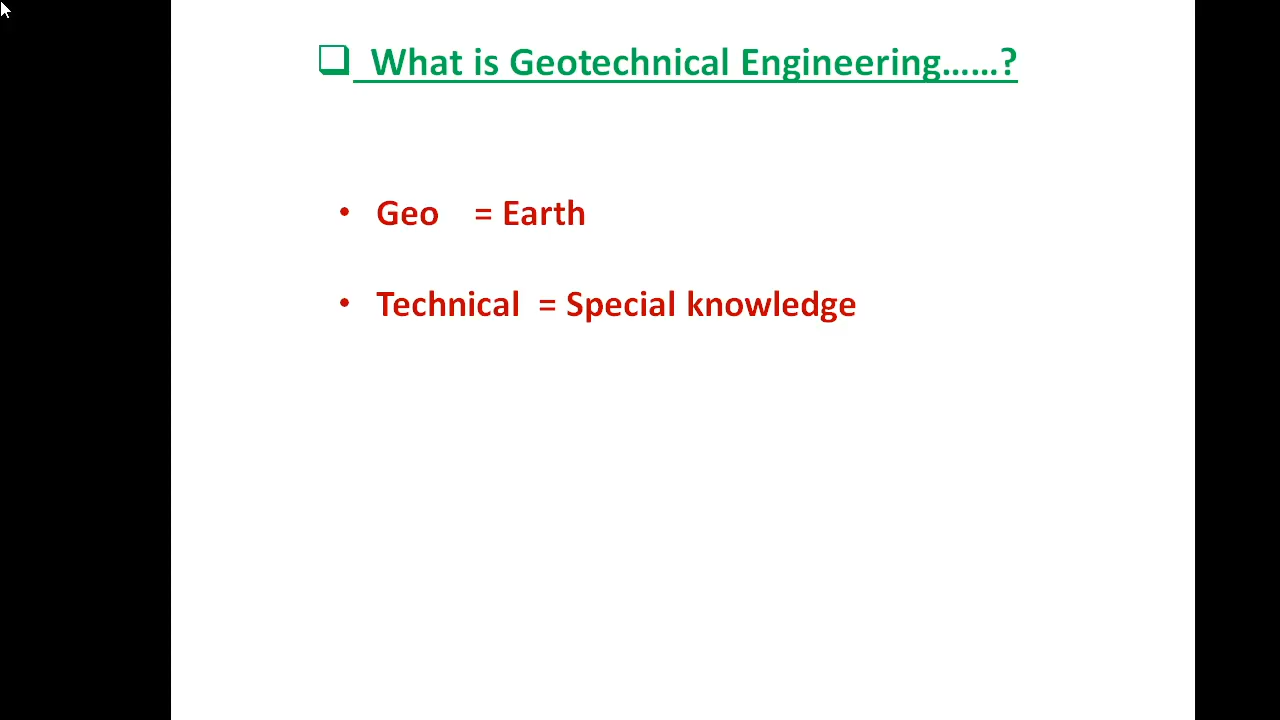 ❑ What is Geotechnical Engineering……?
• Geo = Earth
• Technical = Special knowledge